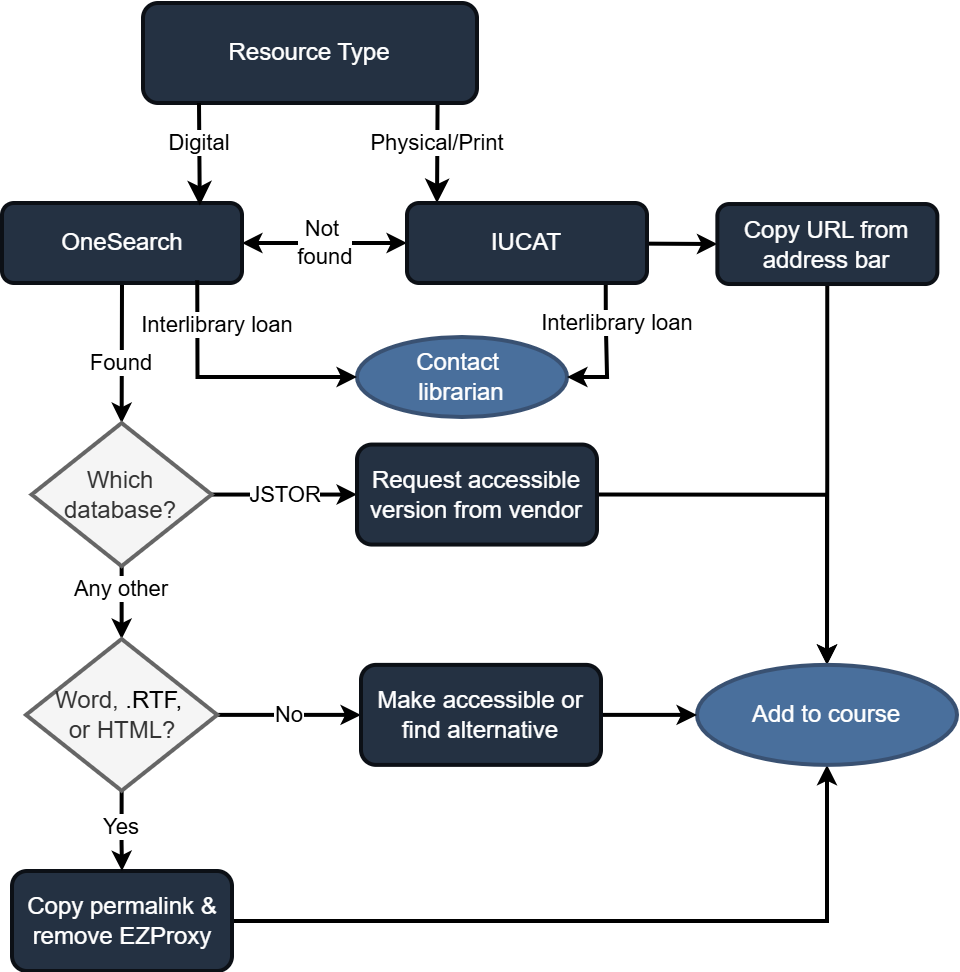 Resource Type
Digital
Physical/Print
OneSearch
Not
found
IUCAT
Copy URL from
address bar
Interlibrary loan
Interlibrary loan
Found
Contact
librarian
Which
database?
JSTOR
Request accessible
version from vendor
Any other
Word, .RTF,
or HTML?
No
Make accessible or
find alternative
Add to course
Yes
Copy permalink &
remove EZProxy